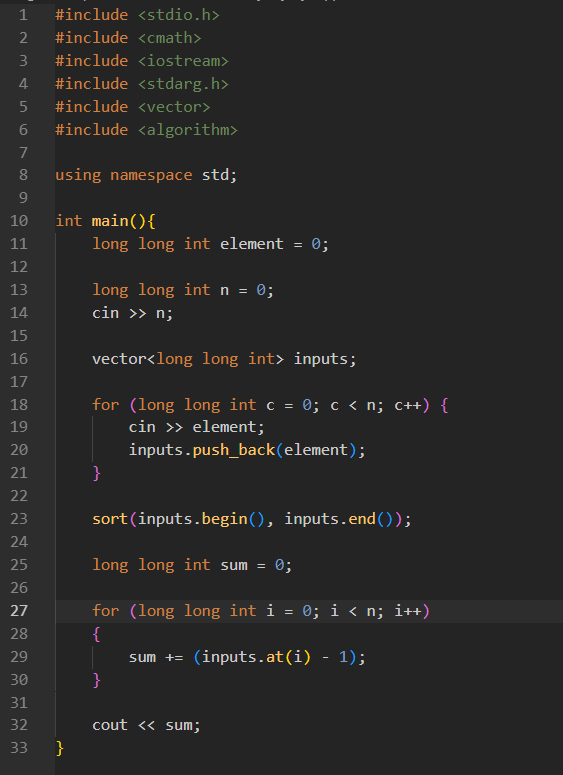 1 #include <stdio.h>
2 #include <cmath>
3 #include <iostream>
4 #include <stdarg.h>
5 #include <vector>
6 #include <algorithm>
7
8 using namespace std;
9
10 int main(){
11     long long int element = 0;
12
13     long long int n = 0;
14     cin >> n;
15
16     vector<long long int> inputs;
17
18     for (long long int c = 0; c < n; c++) {
19         cin >> element;
20         inputs.push_back(element);
21     }
22
23     sort(inputs.begin(), inputs.end());
24
25     long long int sum = 0;
26
27     for (long long int i = 0; i < n; i++)
28     {
29         sum += (inputs.at(i) - 1);
30     }
31
32     cout << sum;
33 }